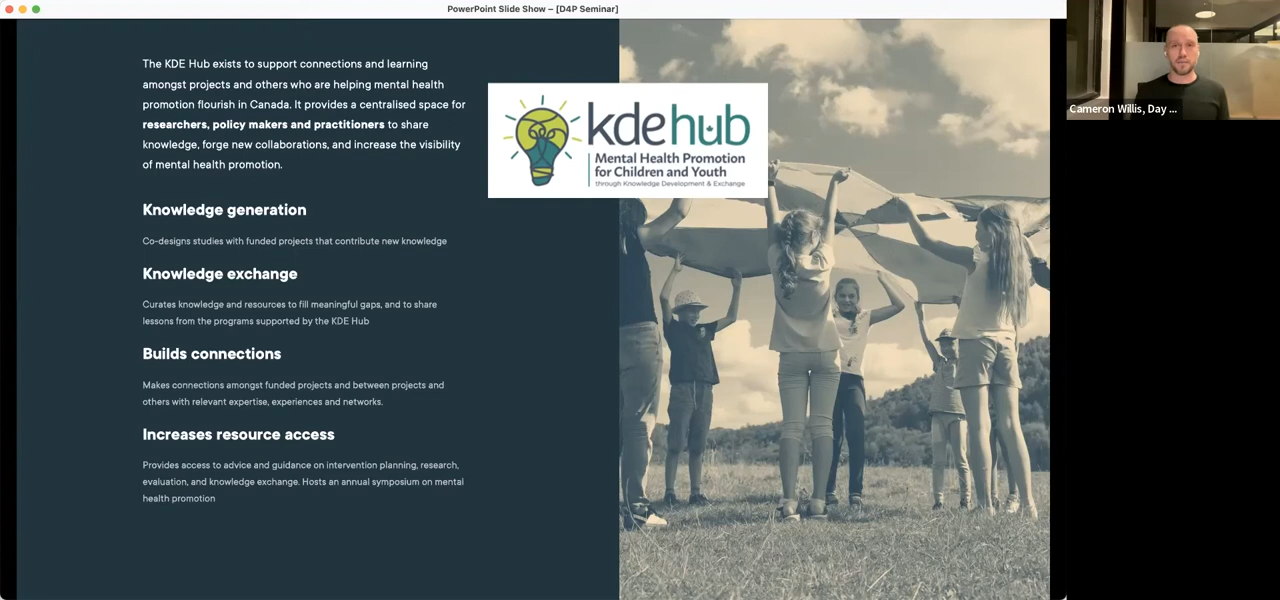 PowerPoint Slide Show – [D4P Seminar]
The KDE Hub exists to support connections and learning
amongst projects and others who are helping mental health
promotion flourish in Canada. It provides a centralised space for
researchers, policy makers and practitioners to share
knowledge, forge new collaborations, and increase the visibility
of mental health promotion.
kdehub
Mental Health Promotion
for Children and Youth
through Knowledge Development & Exchange
Knowledge generation
Co-designs studies with funded projects that contribute new knowledge
Knowledge exchange
Curates knowledge and resources to fill meaningful gaps, and to share
lessons from the programs supported by the KDE Hub
Builds connections
Makes connections amongst funded projects and between projects and
others with relevant expertise, experiences and networks.
Increases resource access
Provides access to advice and guidance on intervention planning, research,
evaluation, and knowledge exchange. Hosts an annual symposium on mental
health promotion
Cameron Willis, Day ...